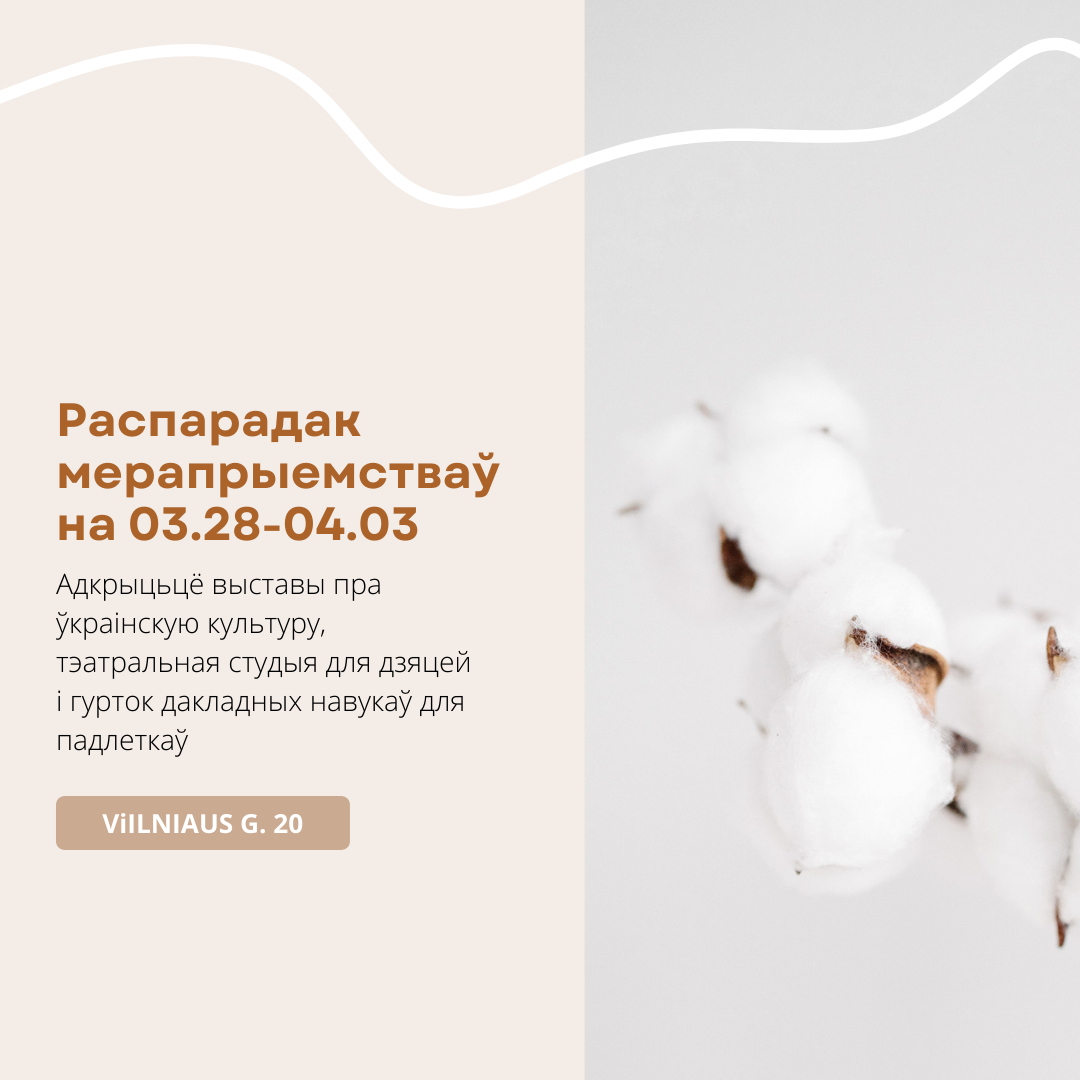 Распарадак
мерапрыемстваў
на 03.28-04.03
Адкрыцьцё выставы пра
ўкраінскую культуру,
тэатральная студыя для дзяцей
і гурток дакладных навукаў для
падлеткаў
ViILNIAUS G. 20